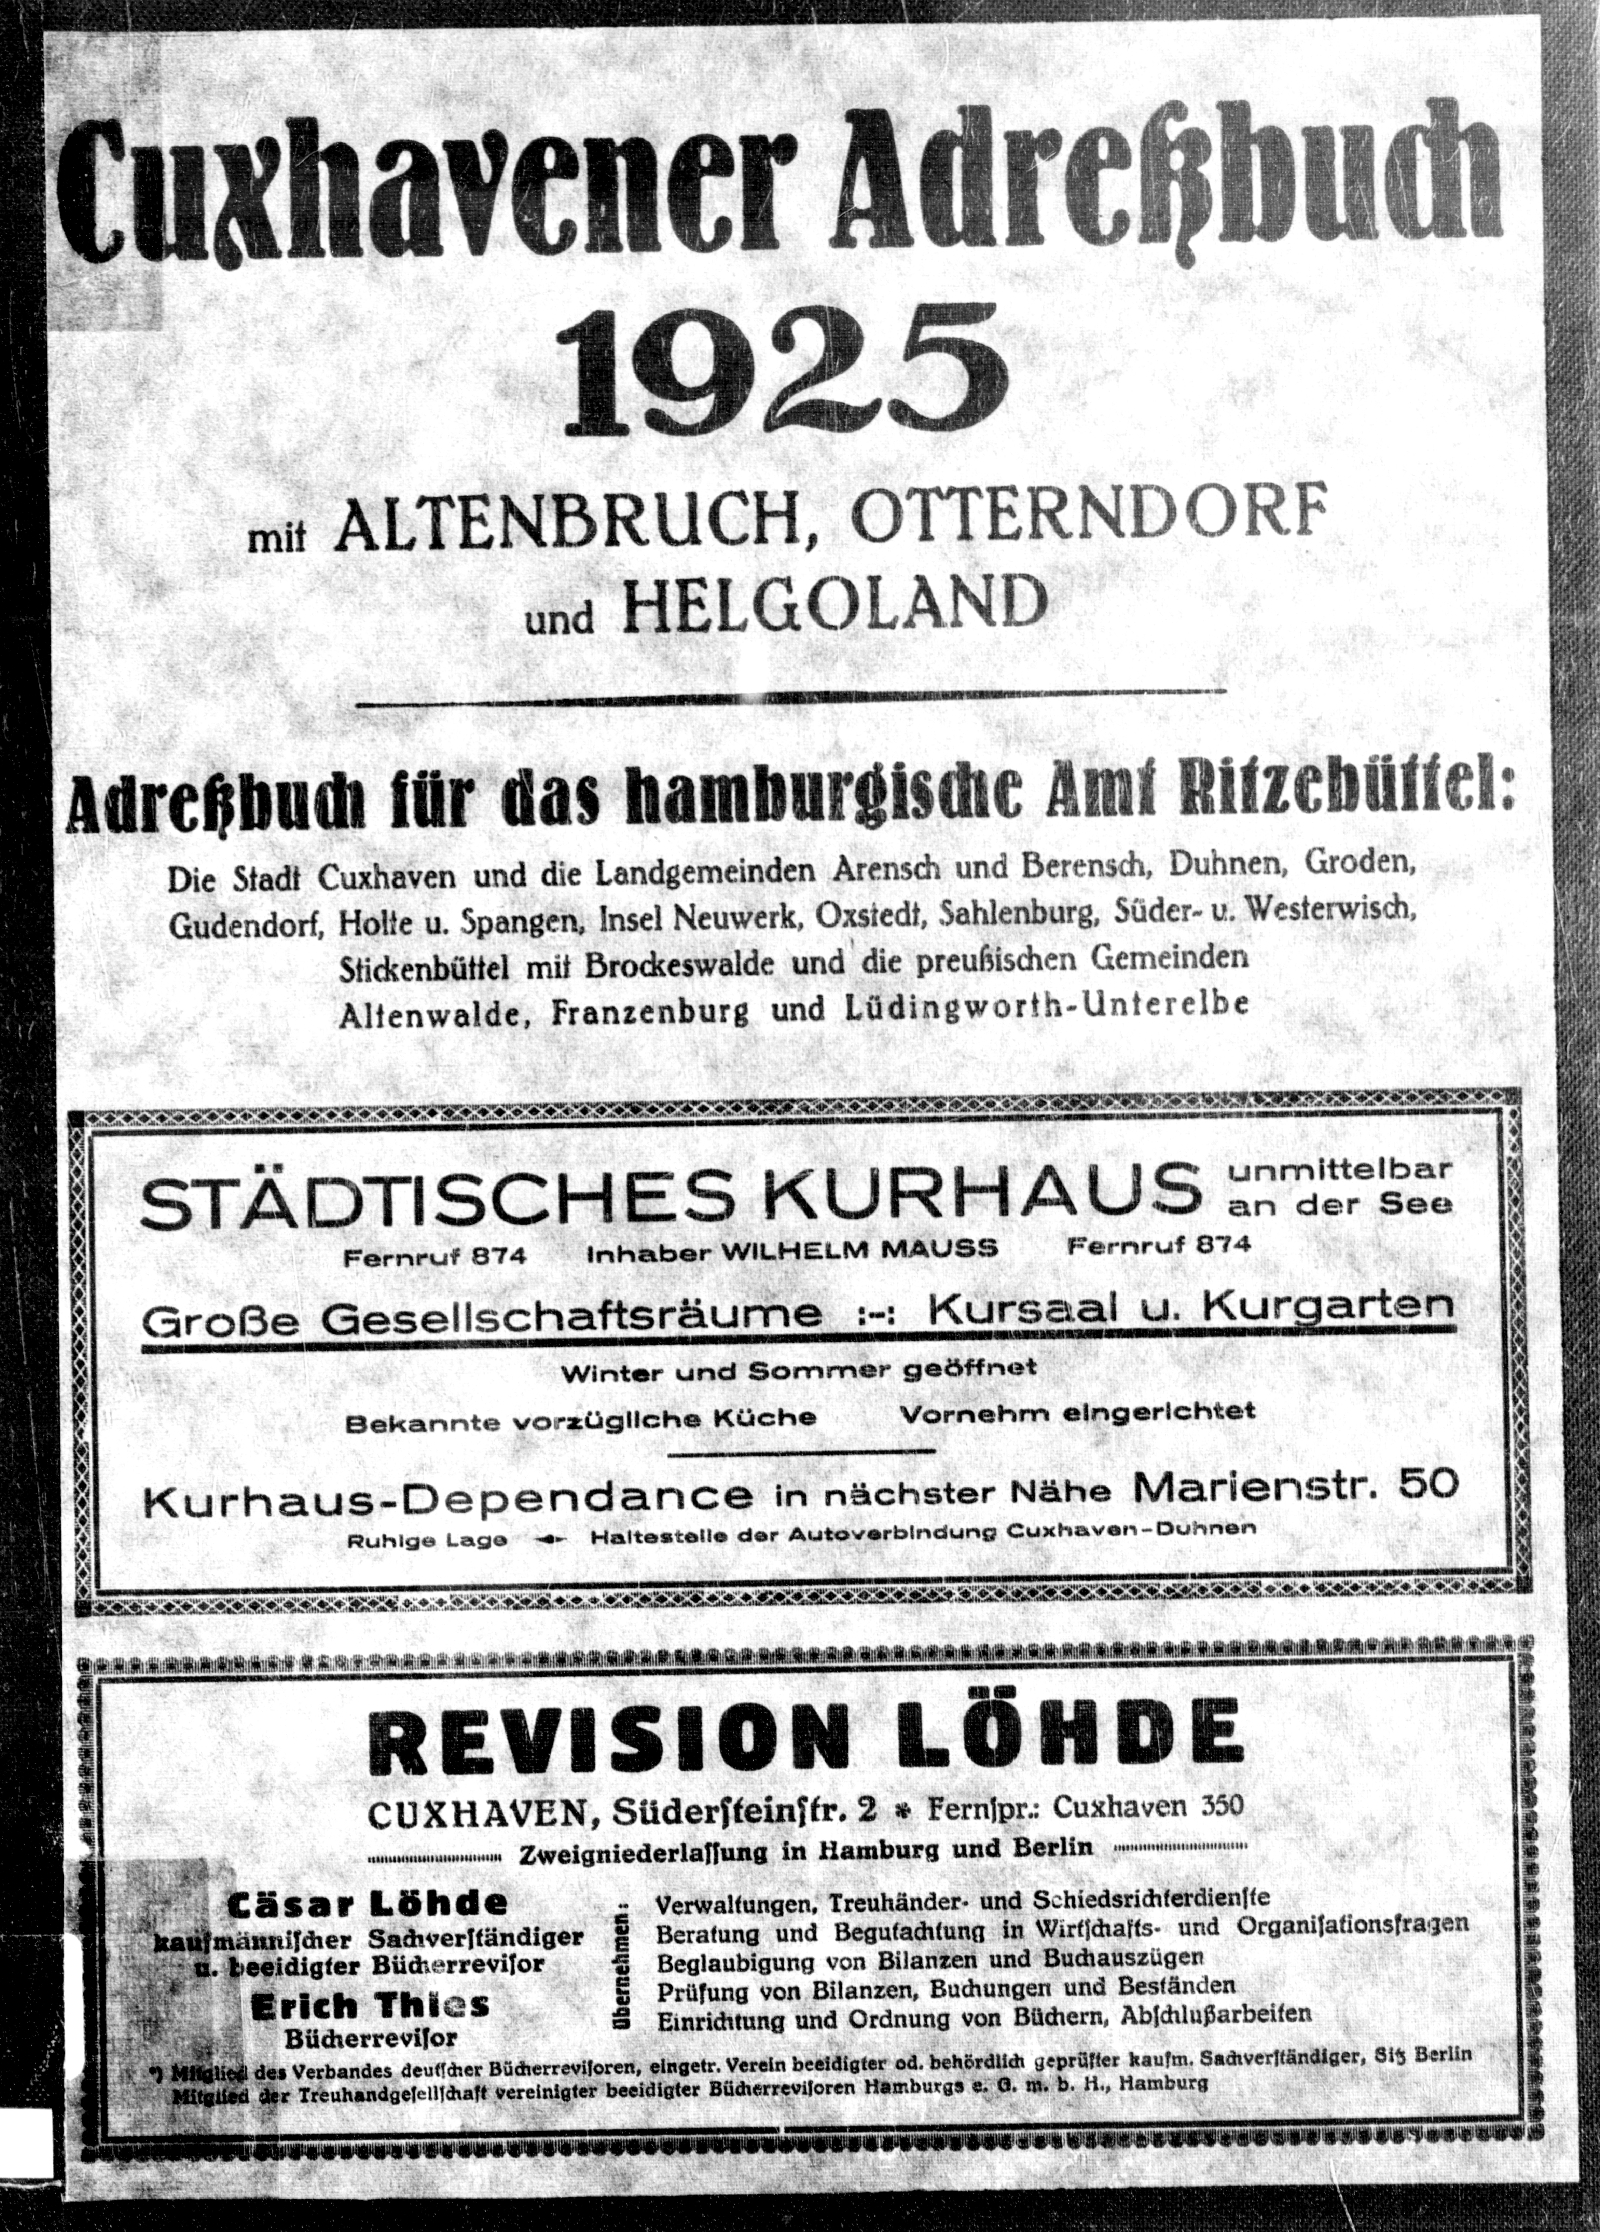 Cuxhavener Adreßbuch
1925
mit ALTENBRUCH, OTTERNDORF
und HELGOLAND
Adreßbuch für das hamburgische Amt Ritzebüttel:
Die Stadt Cuxhaven und die Landgemeinden Arensch und Berensch, Duhnen, Groden,
Gudendorf, Holte u. Spangen, Insel Neuwerk, Oxstedt, Sahlenburg, Süder- u. Westerwisch,
Stickenbüttel mit Brockeswalde und die preußischen Gemeinden
Altenwalde, Franzenburg und Lüdingworth-Unterelbe
STÄDTISCHES KURHAUS unmittelbar
an der See
Fernruf 874 Inhaber WILHELM MAUSS Fernruf 874
Große Gesellschaftsräume :-: Kursaal u. Kurgarten
Winter und Sommer geöffnet
Bekannte vorzügliche Küche Vornehm eingerichtet
Kurhaus-Dependance in nächster Nähe Marienstr. 50
Ruhige Lage Haltestelle der Autoverbindung Cuxhaven-Duhnen
REVISION LÖHDE
CUXHAVEN, Süderſteinſtr. 2 * Fernſpr.: Cuxhaven 350
Zweigniederlaſſung in Hamburg und Berlin
Cäsar Löhde
kaufmänniſcher Sachverſtändiger
u. beeidigter Bücherreviſor
Erich Thies
Bücherreviſor
übernehmen:
Verwaltungen, Treuhänder- und Schiedsrichterdienſte
Beratung und Begutachtung in Wirtſchafts- und Organiſationsfragen
Beglaubigung von Bilanzen und Buchauszügen
Prüfung von Bilanzen, Buchungen und Beständen
Einrichtung und Ordnung von Büchern, Abſchlußarbeiten
*) Mitglied des Verbandes deutſcher Bücherreviſoren, eingetr. Verein beeidigter od. behördlich geprüfter kaufm. Sachverſtändiger, Sitz Berlin
Mitglied der Treuhandgeſellſchaft vereinigter beeidigter Bücherreviſoren Hamburgs e. G. m. b. H., Hamburg